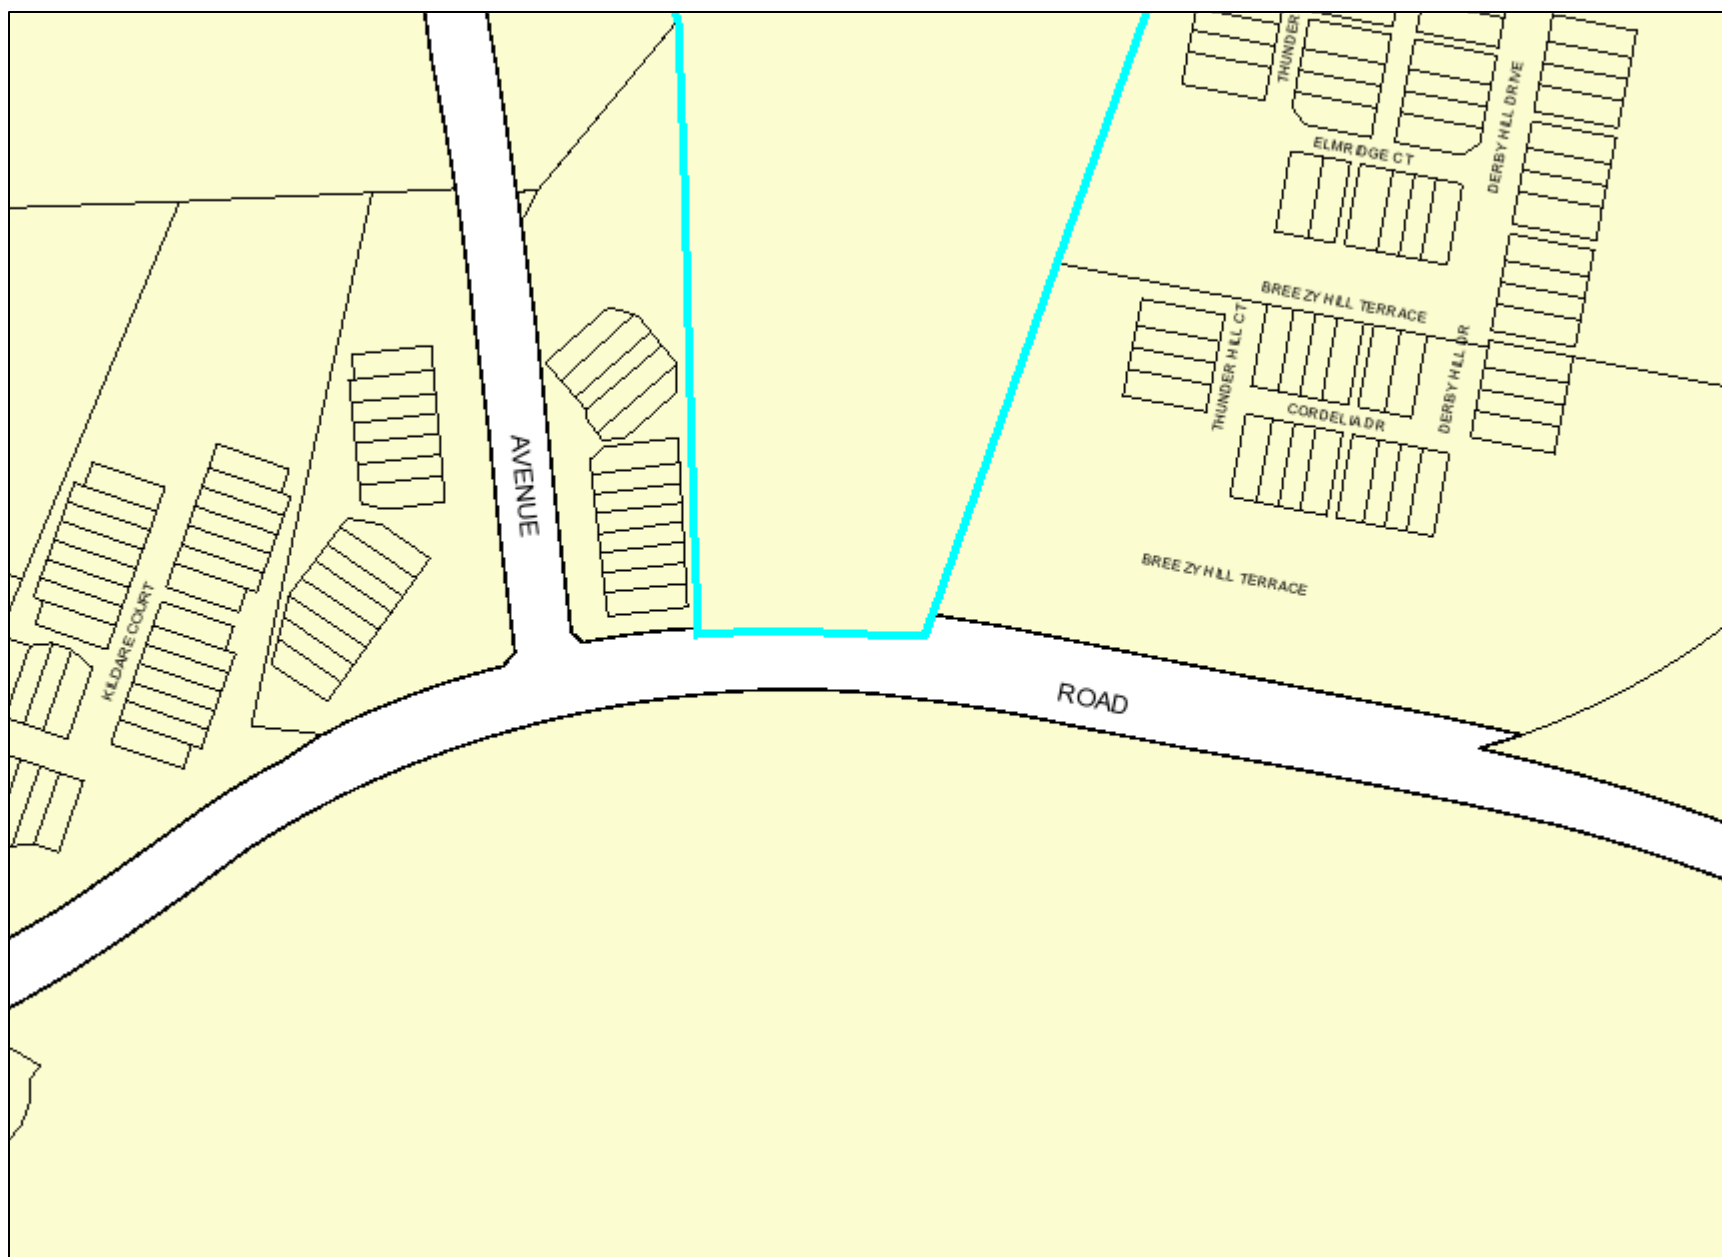 THUNDER
DERBY HILL DRIVE
ELMRIDGE CT
BREEZY HILL TERRACE
THUNDER HILL CT
DERBY HILL DR
CORDELIA DR
AVENUE
BREEZY HILL TERRACE
KILDARE COURT
ROAD